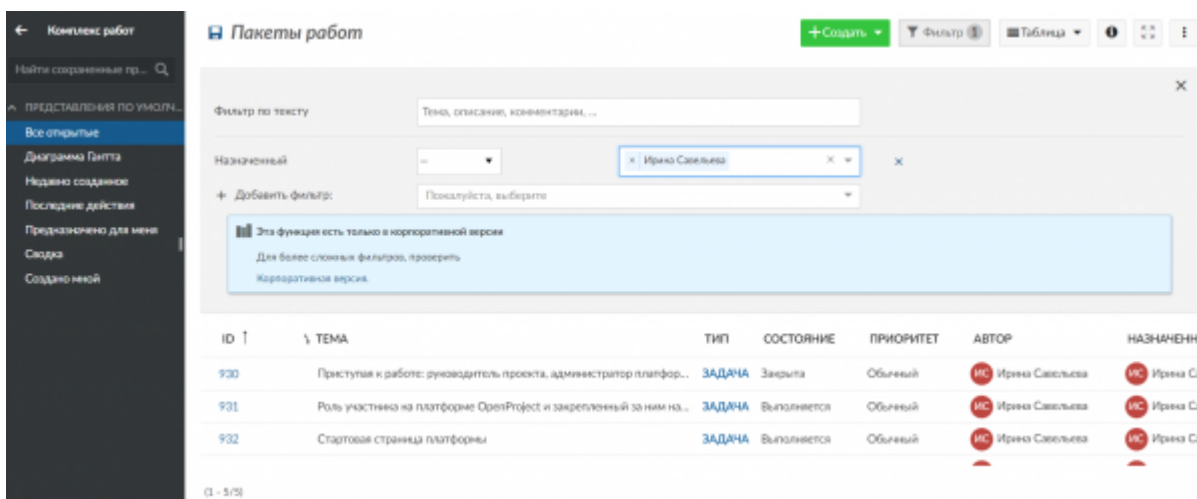 Комплекс работ
Найти сохраненные пр...
ПРЕДСТАВЛЕНИЯ ПО УМОЛЧ...
Все открытые
Диаграмма Гантта
Недавно созданное
Последние действия
Предназначено для меня
Сводка
Создано мной
Пакеты работ
+Создать
Фильтр 1
Таблица
Фильтр по тексту
Тема, описание, комментарии, ...
Назначенный
--
× Ирина Савельева
+ Добавить фильтр:
Пожалуйста, выберите
Эта функция есть только в корпоративной версии
Для более сложных фильтров, проверить
Корпоративная версия.
ID ТЕМА ТИП СОСТОЯНИЕ ПРИОРИТЕТ АВТОР НАЗНАЧЕНН
930 Приступая к работе: руководитель проекта, администратор платфор... ЗАДАЧА Закрыта Обычный ИС Ирина Савельева ИС Ирина С
931 Роль участника на платформе OpenProject и закрепленный за ним на... ЗАДАЧА Выполняется Обычный ИС Ирина Савельева ИС Ирина С
932 Стартовая страница платформы ЗАДАЧА Выполняется Обычный ИС Ирина Савельева ИС Ирина С
(1 - 5/5)